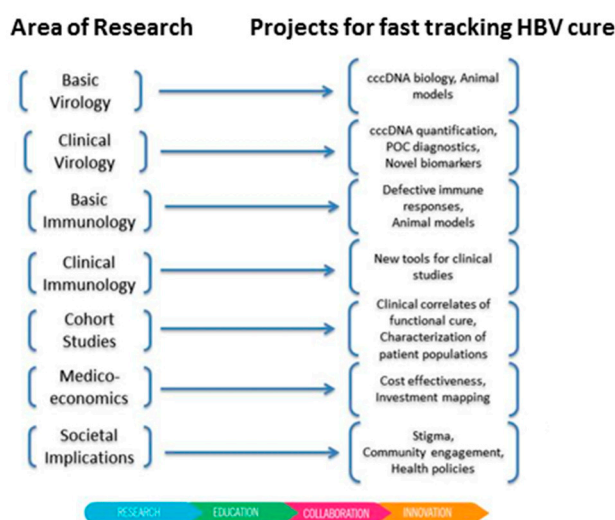 Area of Research Projects for fast tracking HBV cure
Basic
Virology
cccDNA biology, Animal
models
Clinical
Virology
cccDNA quantification,
POC diagnostics,
Novel biomarkers
Basic
Immunology
Defective immune
responses,
Animal models
Clinical
Immunology
New tools for clinical
studies
Cohort
Studies
Clinical correlates of
functional cure,
Characterization of
patient populations
Medico-
economics
Cost effectiveness,
Investment mapping
Societal
Implications
Stigma,
Community engagement,
Health policies
RESEARCH EDUCATION COLLABORATION INNOVATION